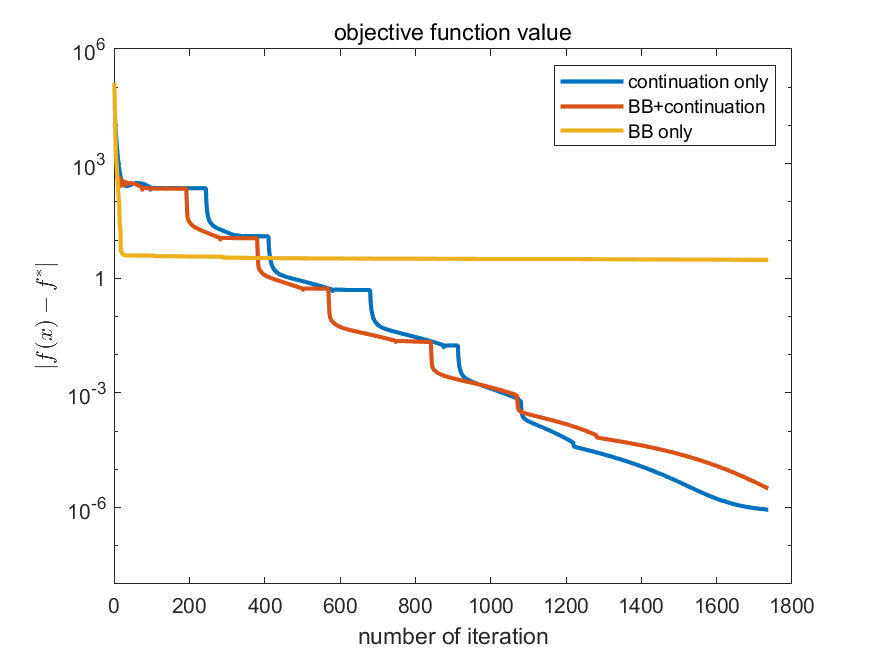 objective function value
10^6
10^3
1
10^-3
10^-6
|f(x) − f*|
continuation only
BB+continuation
BB only
0 200 400 600 800 1000 1200 1400 1600 1800
number of iteration